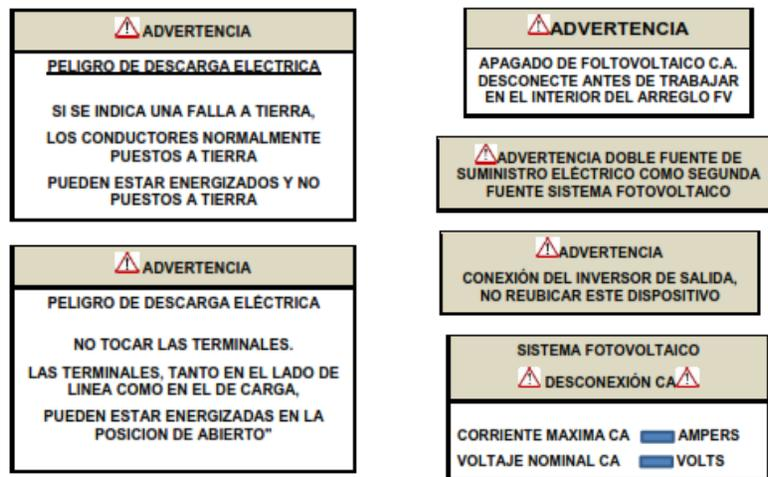 ADVERTENCIA
PELIGRO DE DESCARGA ELECTRICA
SI SE INDICA UNA FALLA A TIERRA,
LOS CONDUCTORES NORMALMENTE
PUESTOS A TIERRA
PUEDEN ESTAR ENERGIZADOS Y NO
PUESTOS A TIERRA
ADVERTENCIA
PELIGRO DE DESCARGA ELÉCTRICA
NO TOCAR LAS TERMINALES.
LAS TERMINALES, TANTO EN EL LADO DE
LINEA COMO EN EL DE CARGA,
PUEDEN ESTAR ENERGIZADAS EN LA
POSICION DE ABIERTO"
ADVERTENCIA
APAGADO DE FOLTOVOLTAICO C.A.
DESCONECTE ANTES DE TRABAJAR
EN EL INTERIOR DEL ARREGLO FV
ADVERTENCIA DOBLE FUENTE DE
SUMINISTRO ELÉCTRICO COMO SEGUNDA
FUENTE SISTEMA FOTOVOLTAICO
ADVERTENCIA
CONEXIÓN DEL INVERSOR DE SALIDA,
NO REUBICAR ESTE DISPOSITIVO
SISTEMA FOTOVOLTAICO
DESCONEXIÓN CA
CORRIENTE MAXIMA CA AMPERS
VOLTAJE NOMINAL CA VOLTS